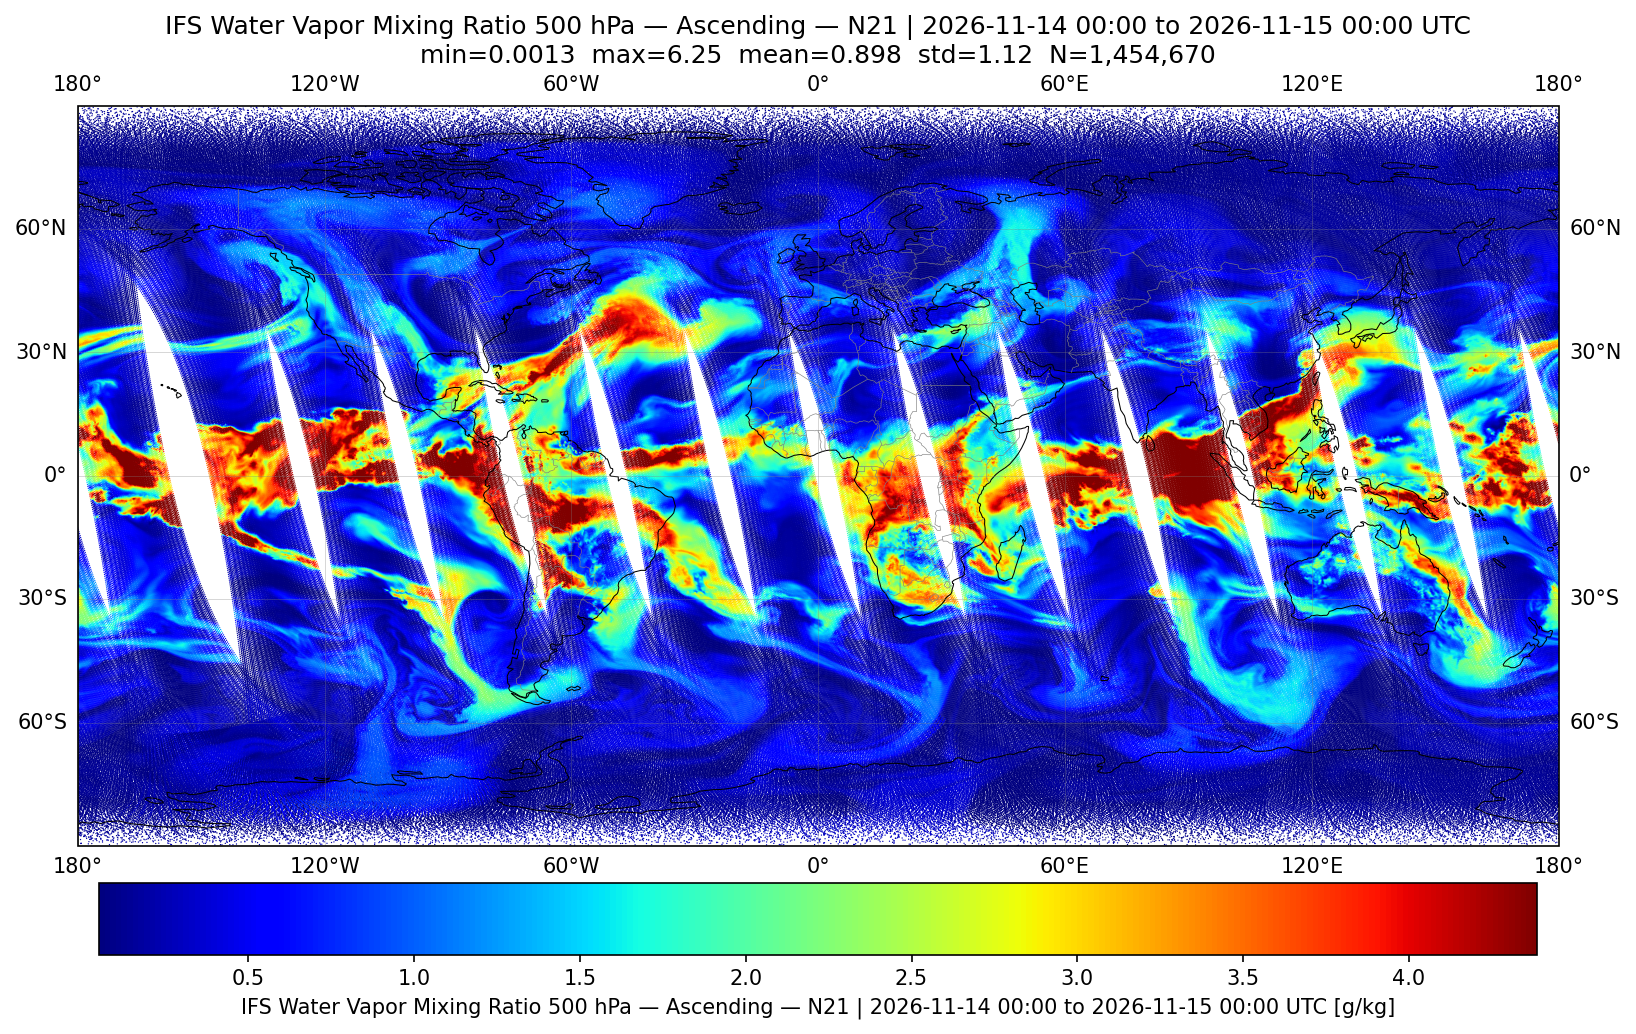 IFS Water Vapor Mixing Ratio 500 hPa — Ascending — N21 | 2026-11-14 00:00 to 2026-11-15 00:00 UTC
min=0.0013 max=6.25 mean=0.898 std=1.12 N=1,454,670
180° 120°W 60°W 0° 60°E 120°E 180°
60°N 60°N
30°N 30°N
0° 0°
30°S 30°S
60°S 60°S
180° 120°W 60°W 0° 60°E 120°E 180°
0.5 1.0 1.5 2.0 2.5 3.0 3.5 4.0
IFS Water Vapor Mixing Ratio 500 hPa — Ascending — N21 | 2026-11-14 00:00 to 2026-11-15 00:00 UTC [g/kg]